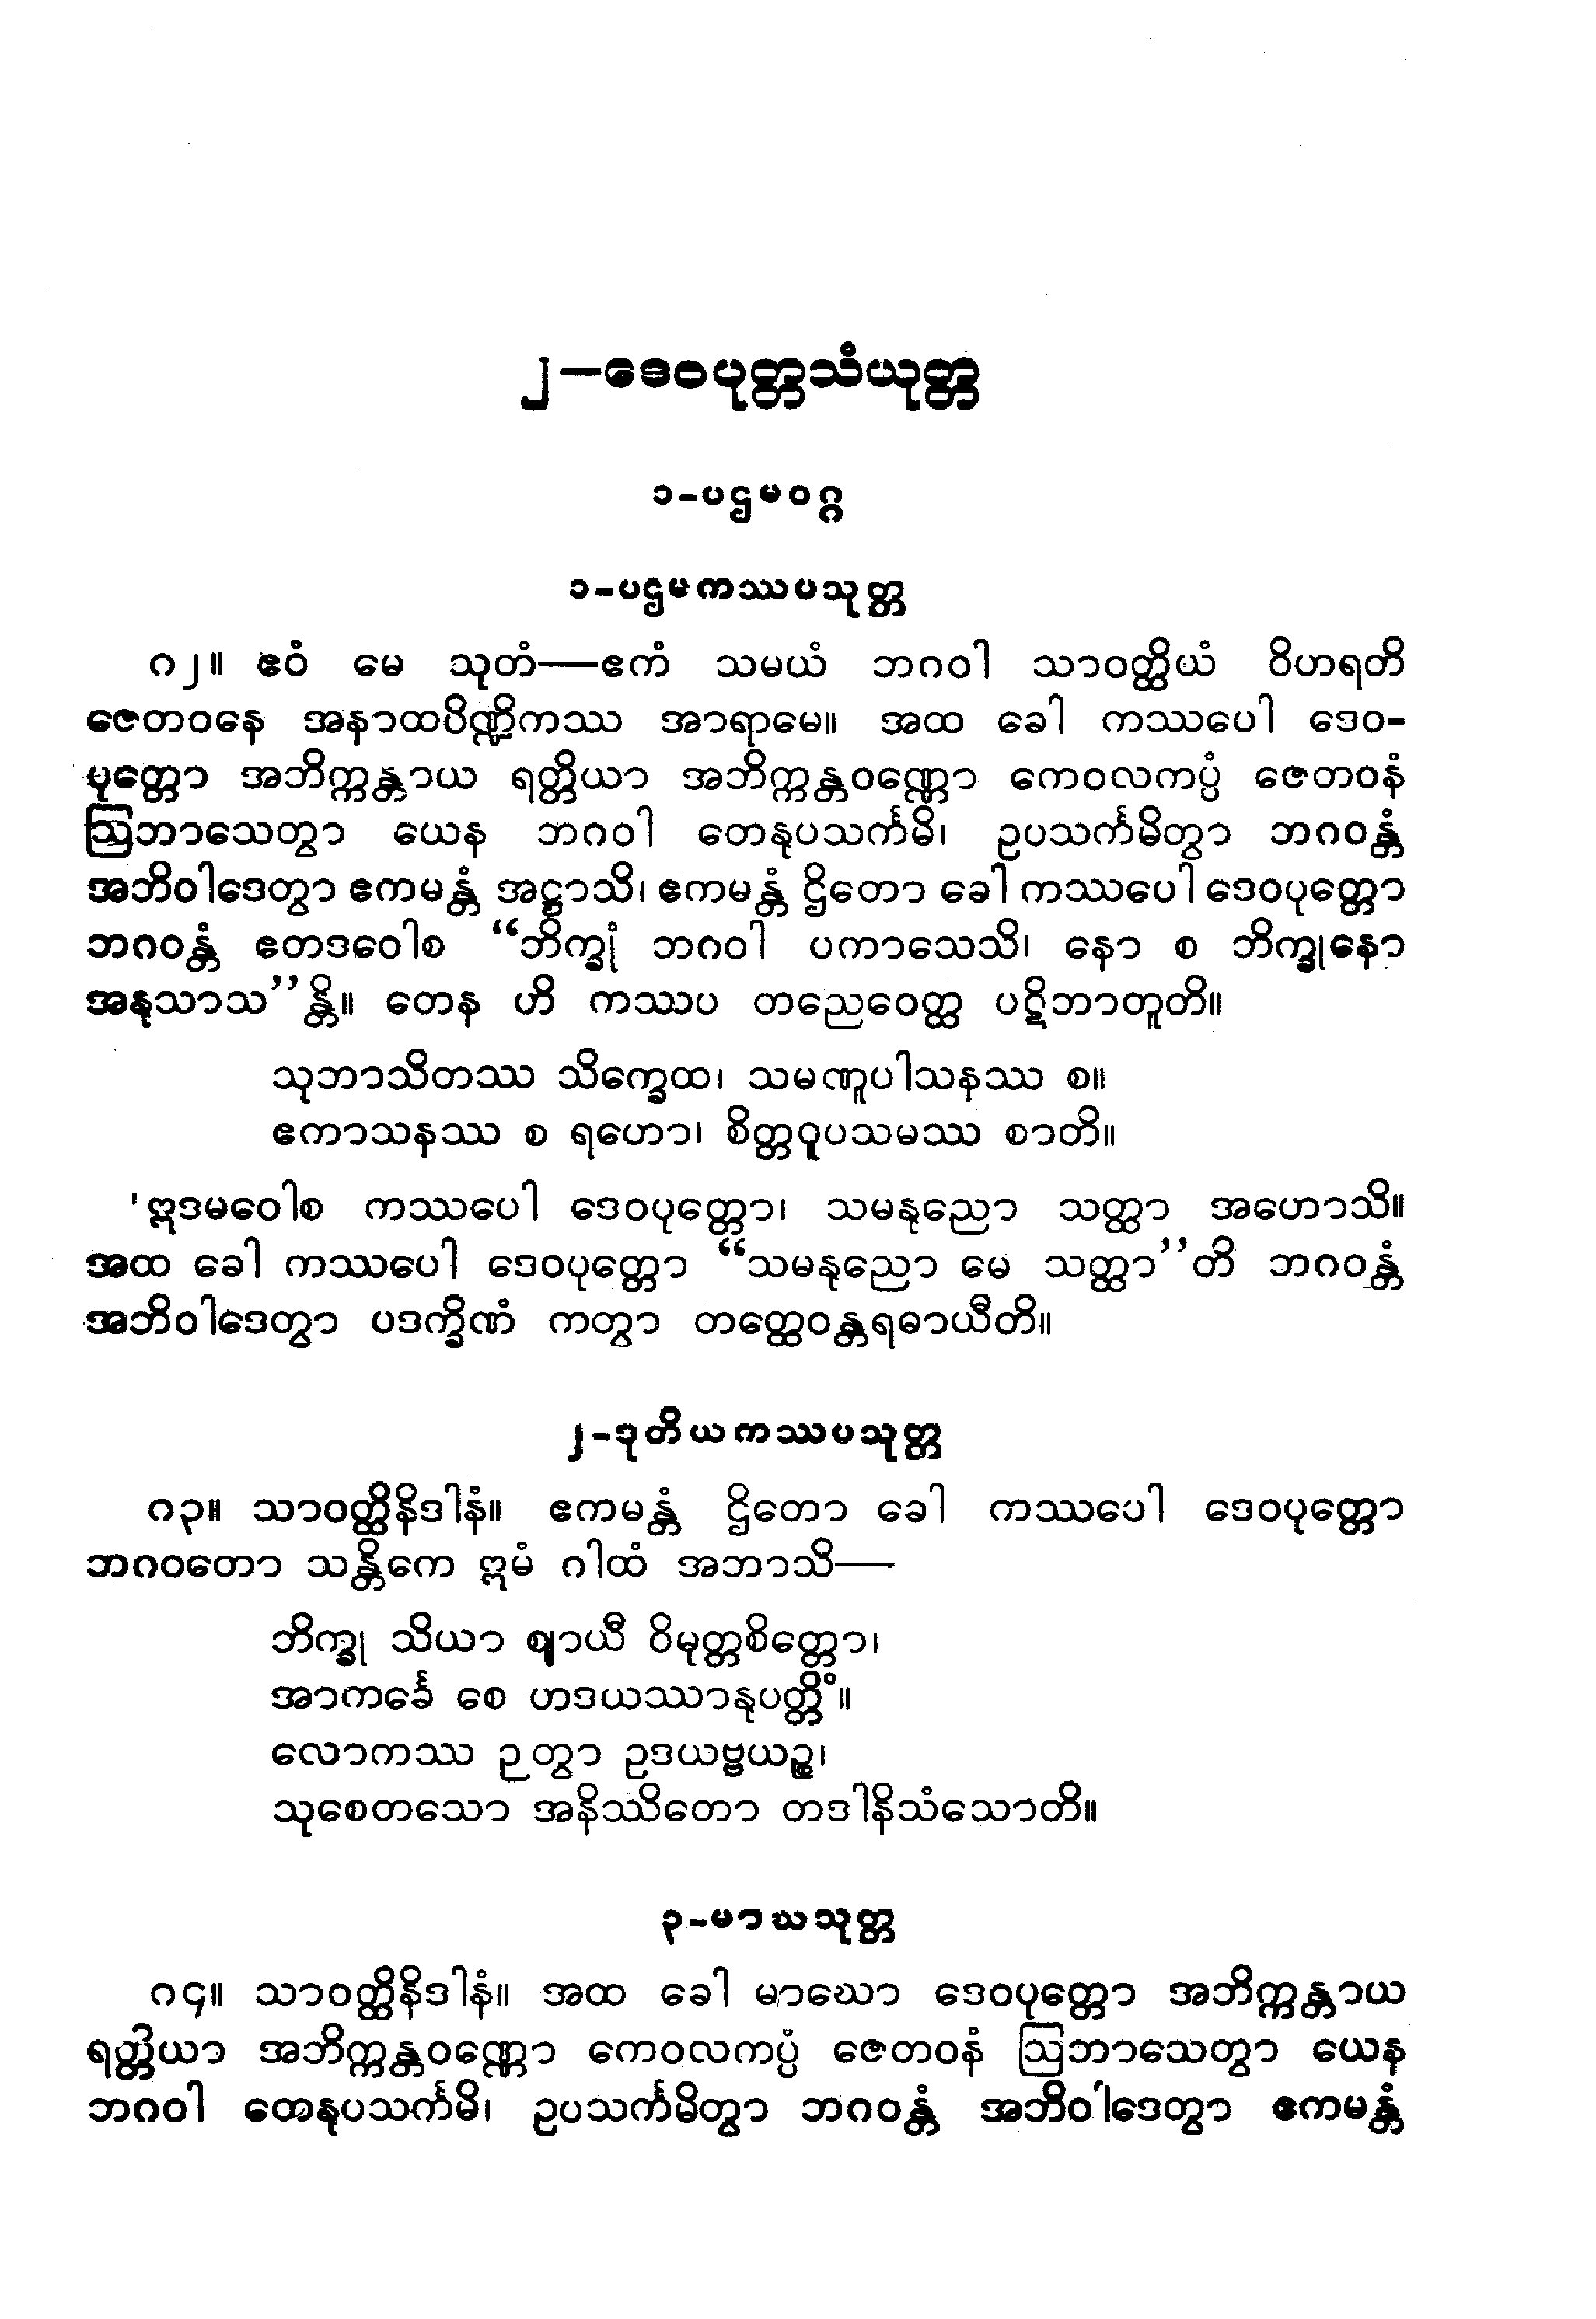 ၂—ဒေဝပုတ္တသံယုတ္တ
၁-ပဌမဝဂ္ဂ
၁-ပဌမကဿပသုတ္တ
၈၂။ ဧဝံ မေ သုတံ—ဧကံ သမယံ ဘဂဝါ သာဝတ္ထိယံ ဝိဟရတိ
ဇေတဝနေ အနာထပိဏ္ဍိကဿ အာရာမေ။ အထ ခေါ ကဿပေါ ဒေဝ-
ပုတ္တော အဘိက္ကန္တာယ ရတ္တိယာ အဘိက္ကန္တဝဏ္ဏော ကေဝလကပ္ပံ ဇေတဝနံ
ဩဘာသေတွာ ယေန ဘဂဝါ တေနုပသင်္ကမိ၊ ဥပသင်္ကမိတွာ ဘဂဝန္တံ
အဘိဝါဒေတွာ ဧကမန္တံ အဋ္ဌာသိ၊ ဧကမန္တံ ဌိတော ခေါ ကဿပေါ ဒေဝပုတ္တော
ဘဂဝန္တံ ဧတဒဝေါစ “ဘိက္ခုံ ဘဂဝါ ပကာသေသိ၊ နော စ ဘိက္ခုနော
အနုသာသ”န္တိ။ တေန ဟိ ကဿပ တညေဝေတ္ထ ပဋိဘာတူတိ။
သုဘာသိတဿ သိက္ခေထ၊ သမဏူပါသနဿ စ။
ဧကာသနဿ စ ရဟော၊ စိတ္တဝူပသမဿ စာတိ။
ဣဒမဝေါစ ကဿပေါ ဒေဝပုတ္တော၊ သမနုညော သတ္ထာ အဟောသိ။
အထ ခေါ ကဿပေါ ဒေဝပုတ္တော “သမနုညော မေ သတ္ထာ”တိ ဘဂဝန္တံ
အဘိဝါဒေတွာ ပဒက္ခိဏံ ကတွာ တတ္ထေဝန္တရဓာယီတိ။
၂-ဒုတိယကဿပသုတ္တ
၈၃။ သာဝတ္ထိနိဒါနံ။ ဧကမန္တံ ဌိတော ခေါ ကဿပေါ ဒေဝပုတ္တော
ဘဂဝတော သန္တိကေ ဣမံ ဂါထံ အဘာသိ—
ဘိက္ခု သိယာ ဈာယီ ဝိမုတ္တစိတ္တော၊
အာကင်္ခေ စေ ဟဒယဿာနုပတ္တိံ။
လောကဿ ဉတွာ ဥဒယဗ္ဗယဉ္စ၊
သုစေတသော အနိဿိတော တဒါနိသံသောတိ။
၃-မာဃသုတ္တ
၈၄။ သာဝတ္ထိနိဒါနံ။ အထ ခေါ မာဃော ဒေဝပုတ္တော အဘိက္ကန္တာယ
ရတ္တိယာ အဘိက္ကန္တဝဏ္ဏော ကေဝလကပ္ပံ ဇေတဝနံ ဩဘာသေတွာ ယေန
ဘဂဝါ တေနုပသင်္ကမိ၊ ဥပသင်္ကမိတွာ ဘဂဝန္တံ အဘိဝါဒေတွာ ဧကမန္တံ